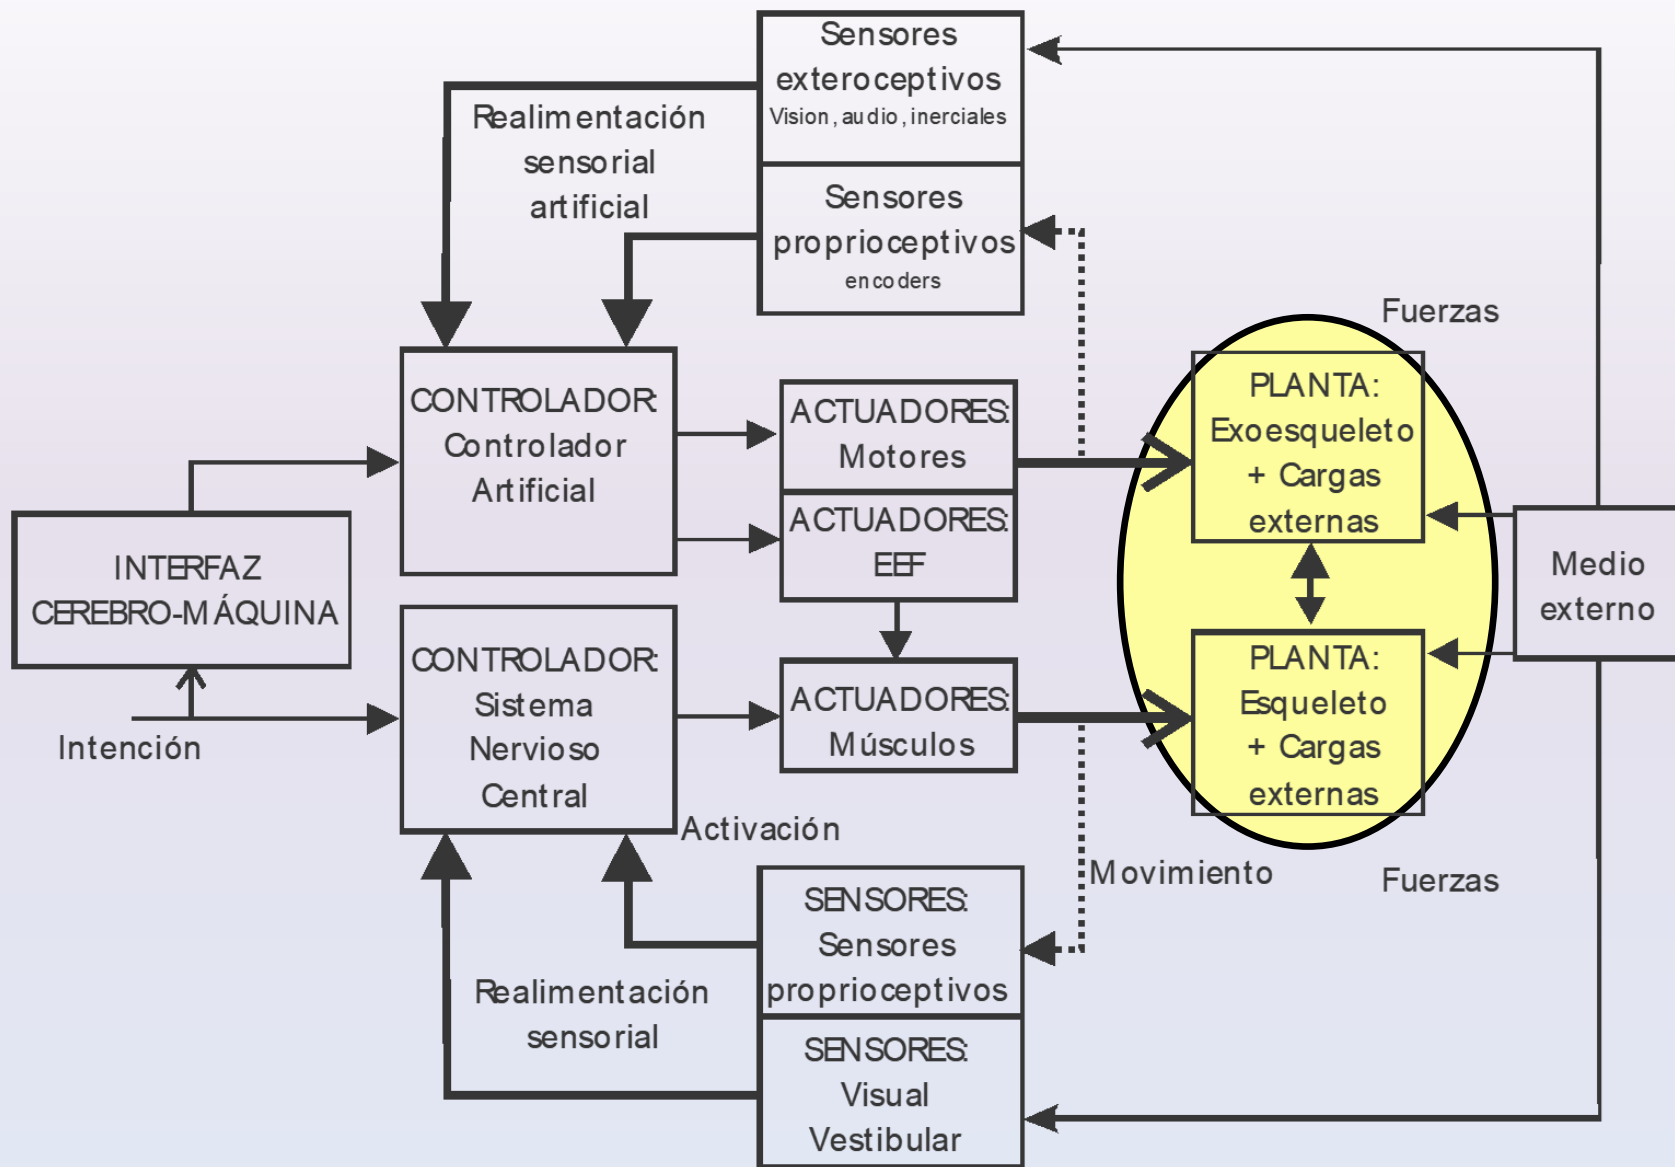 Sensores
exteroceptivos
Vision, audio, inerciales
Realimentación
sensorial
artificial
Sensores
proprioceptivos
encoders
Fuerzas
CONTROLADOR:
Controlador
Artificial
ACTUADORES:
Motores
ACTUADORES:
EEF
PLANTA:
Exoesqueleto
+ Cargas
externas
INTERFAZ
CEREBRO-MÁQUINA
Medio
externo
Intención
CONTROLADOR:
Sistema
Nervioso
Central
ACTUADORES:
Músculos
PLANTA:
Esqueleto
+ Cargas
externas
Activación
Movimiento
Fuerzas
SENSORES:
Sensores
proprioceptivos
Realimentación
sensorial
SENSORES:
Visual
Vestibular